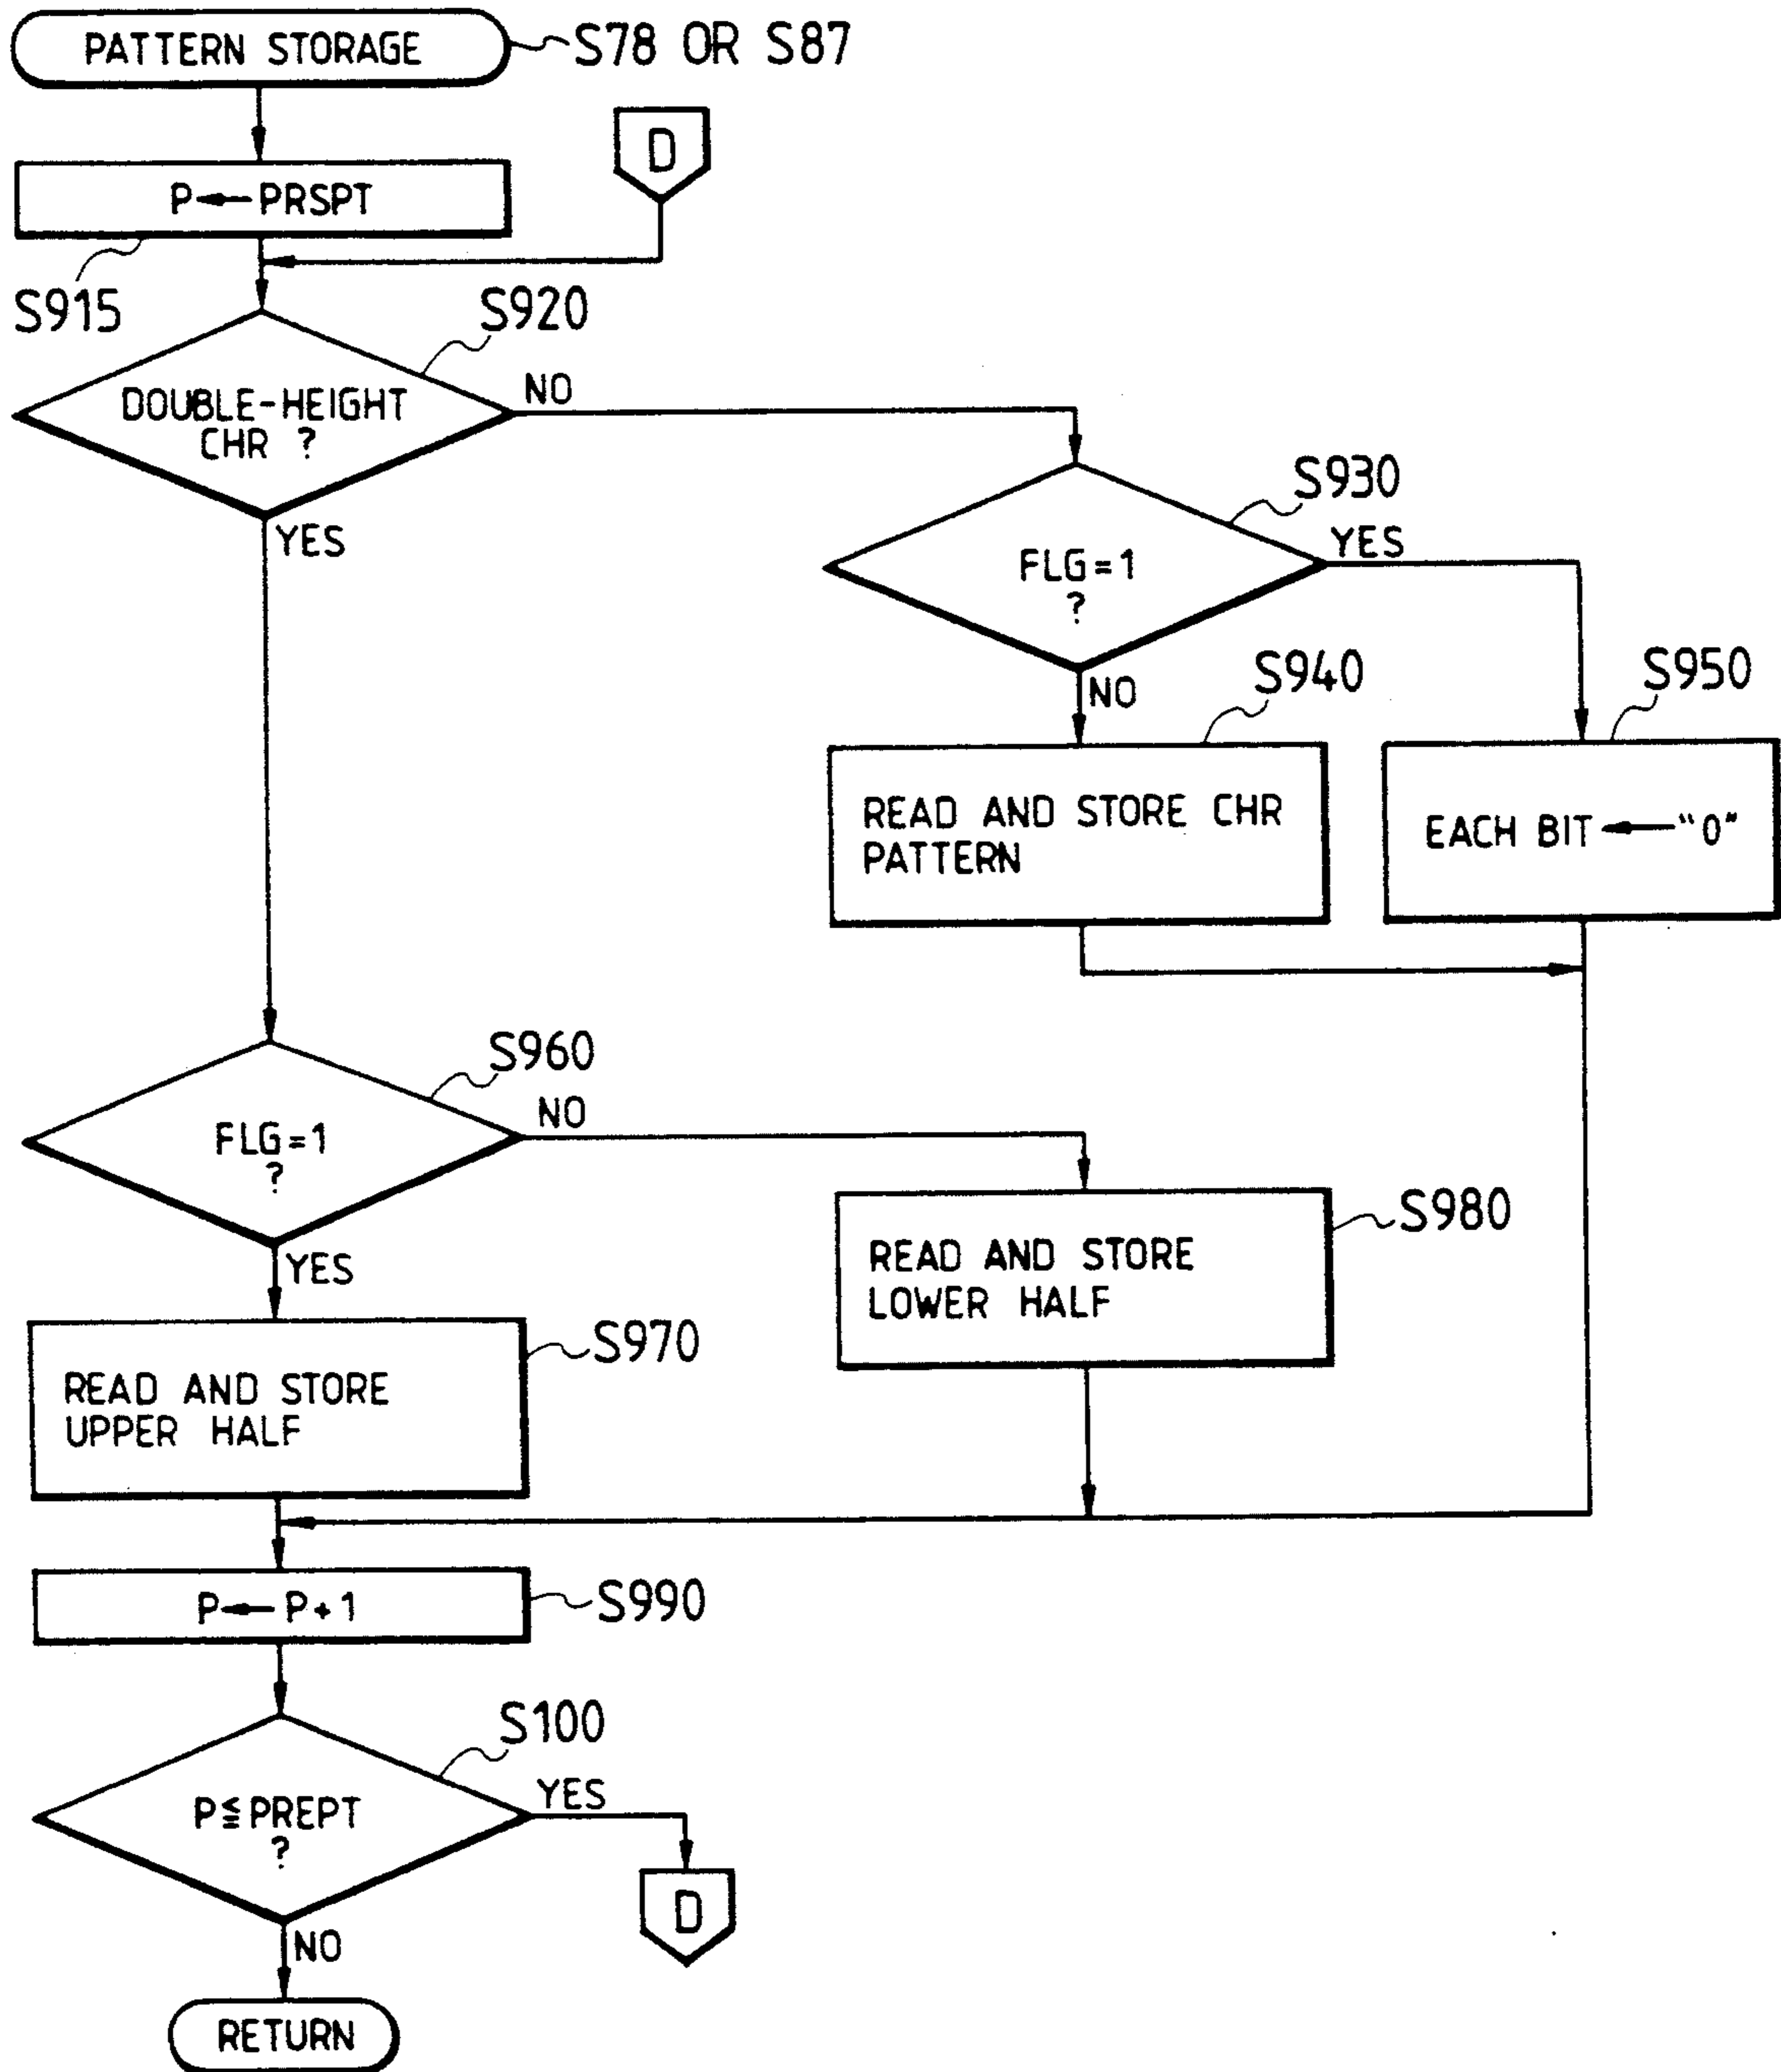 PATTERN STORAGE
S78 OR S87
D
P←PRSPT
S915
S920
DOUBLE-HEIGHT
CHR ?
NO
YES
S930
FLG=1
?
YES
NO
S940
S950
READ AND STORE CHR
PATTERN
EACH BIT ← "0"
S960
FLG=1
?
NO
YES
S980
READ AND STORE
LOWER HALF
S970
READ AND STORE
UPPER HALF
P← P+1
S990
S100
P≦PREPT
?
YES
D
NO
RETURN